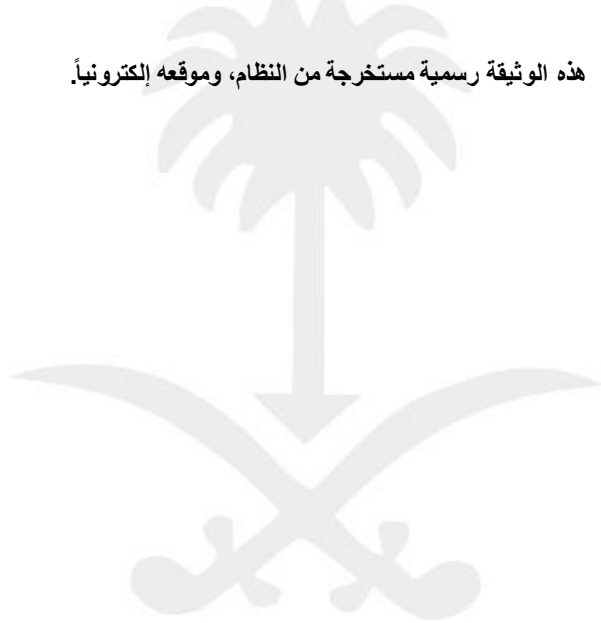 هذه الوثيقة رسمية مستخرجة من النظام، وموقعه إلكترونياً.